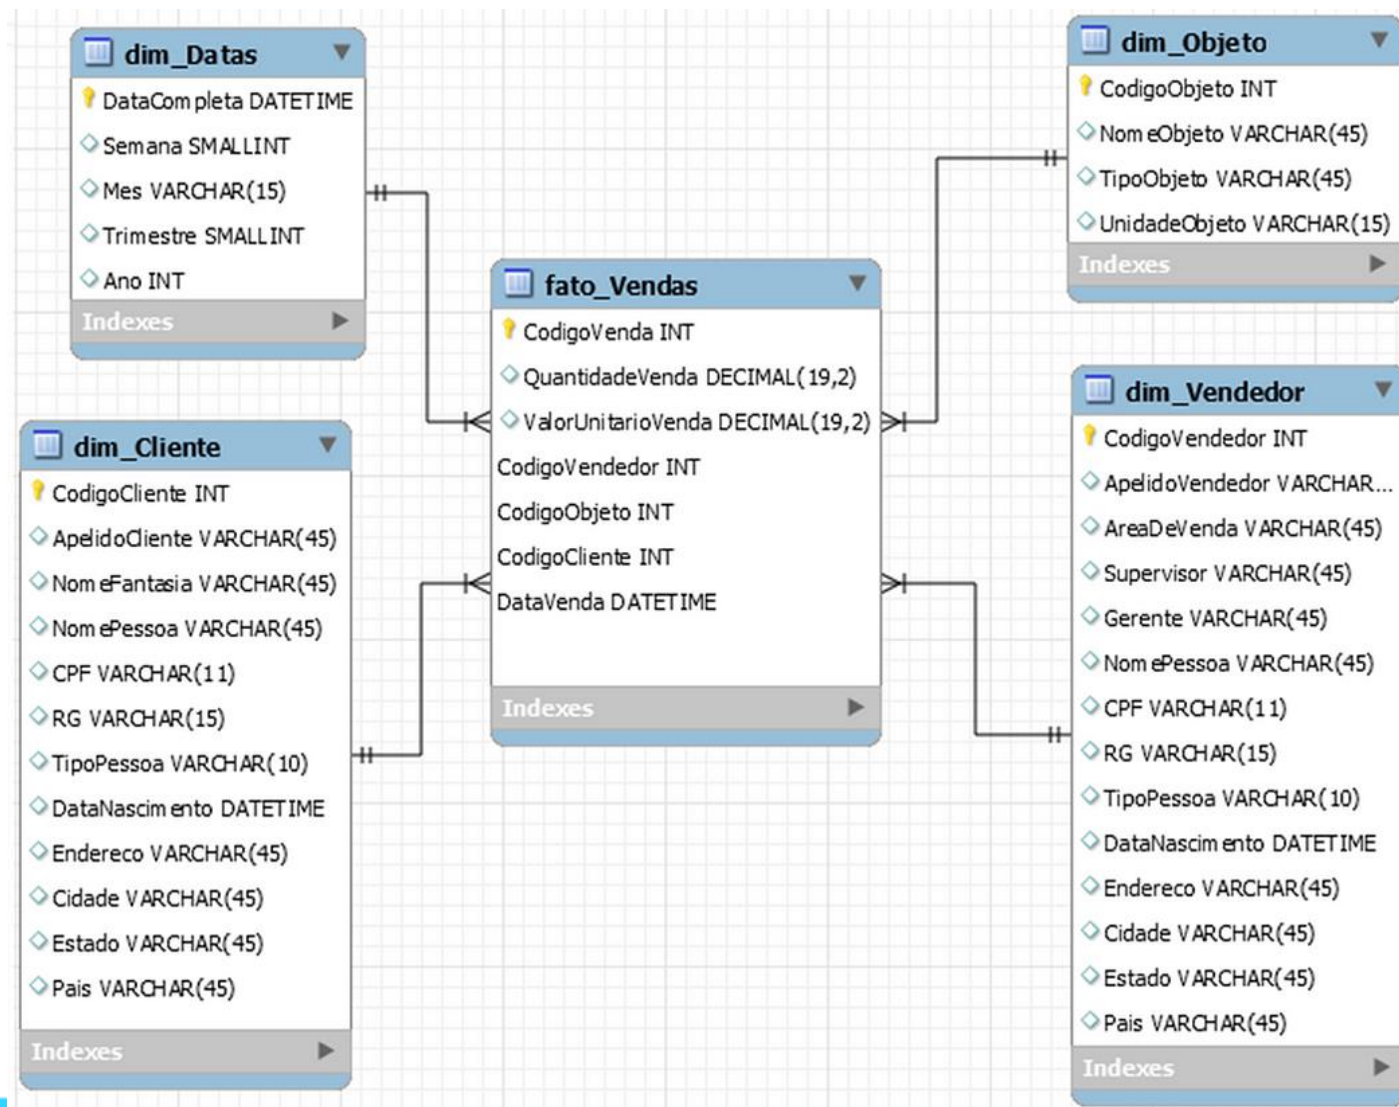 dim_Datas
DataCompleta DATETIME
Semana SMALLINT
Mes VARCHAR(15)
Trimestre SMALLINT
Ano INT
Indexes
dim_Cliente
CodigoCliente INT
ApelidoCliente VARCHAR(45)
NomeFantasia VARCHAR(45)
NomePessoa VARCHAR(45)
CPF VARCHAR(11)
RG VARCHAR(15)
TipoPessoa VARCHAR(10)
DataNascimento DATETIME
Endereco VARCHAR(45)
Cidade VARCHAR(45)
Estado VARCHAR(45)
Pais VARCHAR(45)
Indexes
fato_Vendas
CodigoVenda INT
QuantidadeVenda DECIMAL(19,2)
ValorUnitarioVenda DECIMAL(19,2)
CodigoVendedor INT
CodigoObjeto INT
CodigoCliente INT
DataVenda DATETIME
Indexes
dim_Objeto
CodigoObjeto INT
NomeObjeto VARCHAR(45)
TipoObjeto VARCHAR(45)
UnidadeObjeto VARCHAR(15)
Indexes
dim_Vendedor
CodigoVendedor INT
ApelidoVendedor VARCHAR...
AreaDeVenda VARCHAR(45)
Supervisor VARCHAR(45)
Gerente VARCHAR(45)
NomePessoa VARCHAR(45)
CPF VARCHAR(11)
RG VARCHAR(15)
TipoPessoa VARCHAR(10)
DataNascimento DATETIME
Endereco VARCHAR(45)
Cidade VARCHAR(45)
Estado VARCHAR(45)
Pais VARCHAR(45)
Indexes